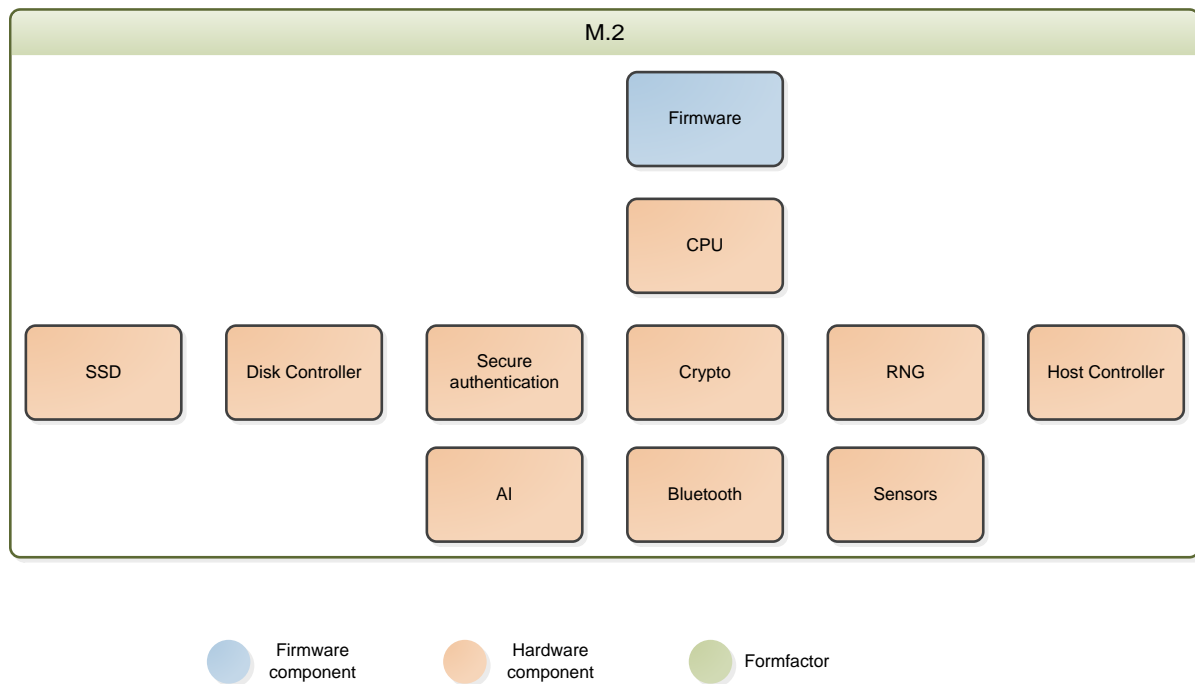 M.2
Firmware
CPU
SSD
Disk Controller
Secure
authentication
Crypto
RNG
Host Controller
AI
Bluetooth
Sensors
Firmware
component
Hardware
component
Formfactor